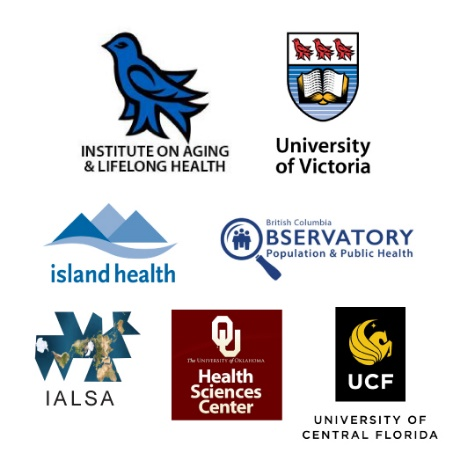 INSTITUTE ON AGING
& LIFELONG HEALTH
University
of Victoria
island health
British Columbia
OBSERVATORY
Population & Public Health
IALSA
OU
The UNIVERSITY of OKLAHOMA
Health
Sciences
Center
UCF
UNIVERSITY OF
CENTRAL FLORIDA